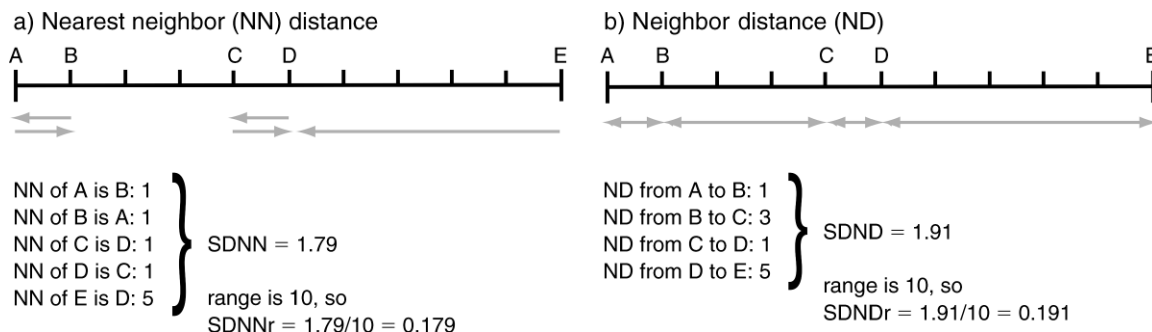 a) Nearest neighbor (NN) distance
A B C D E
NN of A is B: 1
NN of B is A: 1
NN of C is D: 1
NN of D is C: 1
NN of E is D: 5
SDNN = 1.79
range is 10, so
SDNNr = 1.79/10 = 0.179
b) Neighbor distance (ND)
A B C D E
ND from A to B: 1
ND from B to C: 3
ND from C to D: 1
ND from D to E: 5
SDND = 1.91
range is 10, so
SDNDr = 1.91/10 = 0.191